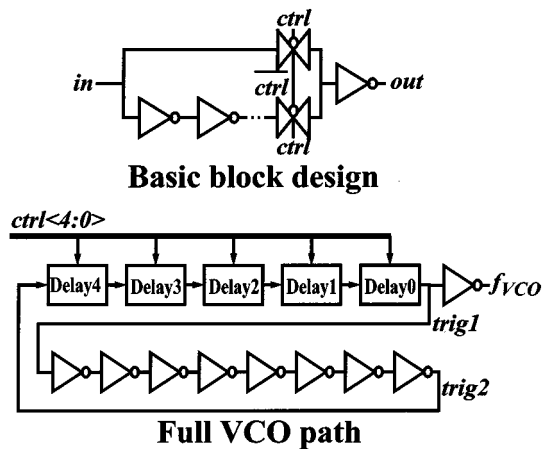 ctrl
in
ctrl
out
ctrl
Basic block design
ctrl<4:0>
Delay4
Delay3
Delay2
Delay1
Delay0
fVCO
trig1
trig2
Full VCO path